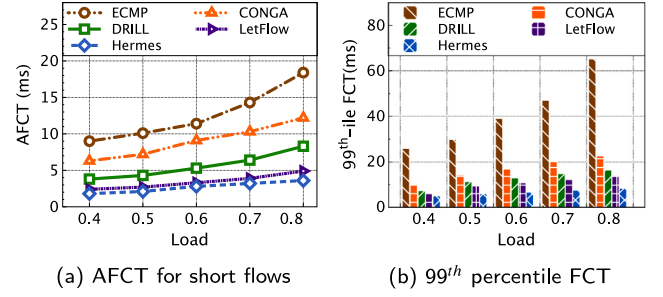 ECMP CONGA
DRILL LetFlow
Hermes
AFCT (ms)
20
15
10
5
0
0.4 0.5 0.6 0.7 0.8
Load
(a) AFCT for short flows
ECMP CONGA
DRILL LetFlow
Hermes
99th-ile FCT (ms)
80
60
40
20
0
0.4 0.5 0.6 0.7 0.8
Load
(b) 99th percentile FCT